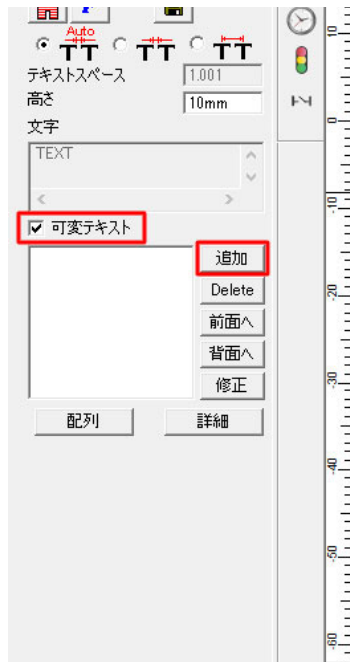 Auto
TT TT TT
テキストスペース 1.001
高さ 10mm
文字
TEXT
可変テキスト
追加
Delete
前面へ
背面へ
修正
配列 詳細
0
-10
-20
-30
-40
-50
-60